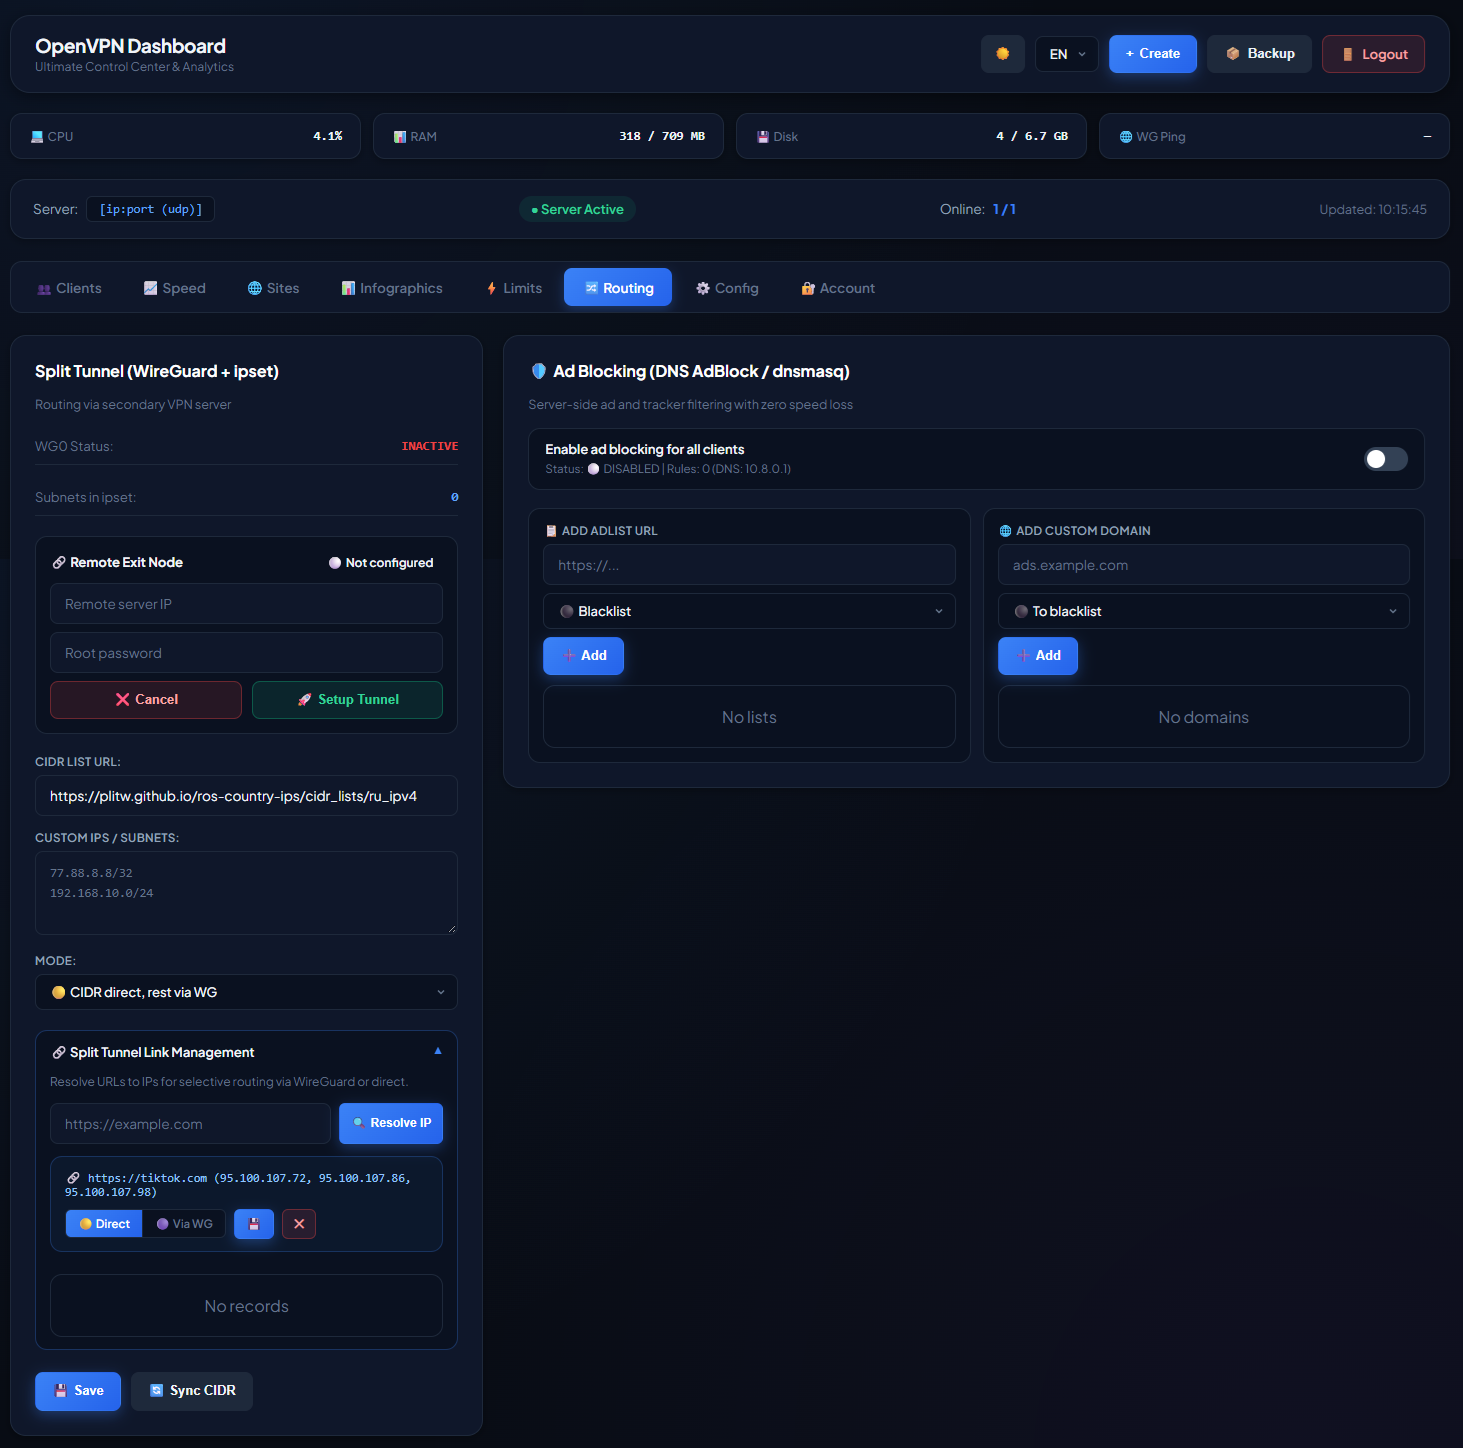 OpenVPN Dashboard
Ultimate Control Center & Analytics
EN
+ Create
Backup
Logout
CPU
4.1%
RAM
318 / 709 MB
Disk
4 / 6.7 GB
WG Ping
—
Server:
[ip:port (udp)]
● Server Active
Online: 1 / 1
Updated: 10:15:45
Clients
Speed
Sites
Infographics
Limits
Routing
Config
Account
Split Tunnel (WireGuard + ipset)
Routing via secondary VPN server
WG0 Status:
INACTIVE
Subnets in ipset:
0
Remote Exit Node
Not configured
Remote server IP
Root password
Cancel
Setup Tunnel
CIDR LIST URL:
https://plitw.github.io/ros-country-ips/cidr_lists/ru_ipv4
CUSTOM IPS / SUBNETS:
77.88.8.8/32
192.168.10.0/24
MODE:
CIDR direct, rest via WG
Split Tunnel Link Management
▲
Resolve URLs to IPs for selective routing via WireGuard or direct.
https://example.com
Resolve IP
https://tiktok.com (95.100.107.72, 95.100.107.86,
95.100.107.98)
Direct
Via WG
No records
Save
Sync CIDR
Ad Blocking (DNS AdBlock / dnsmasq)
Server-side ad and tracker filtering with zero speed loss
Enable ad blocking for all clients
Status: DISABLED | Rules: 0 (DNS: 10.8.0.1)
ADD ADLIST URL
https://...
Blacklist
Add
No lists
ADD CUSTOM DOMAIN
ads.example.com
To blacklist
Add
No domains